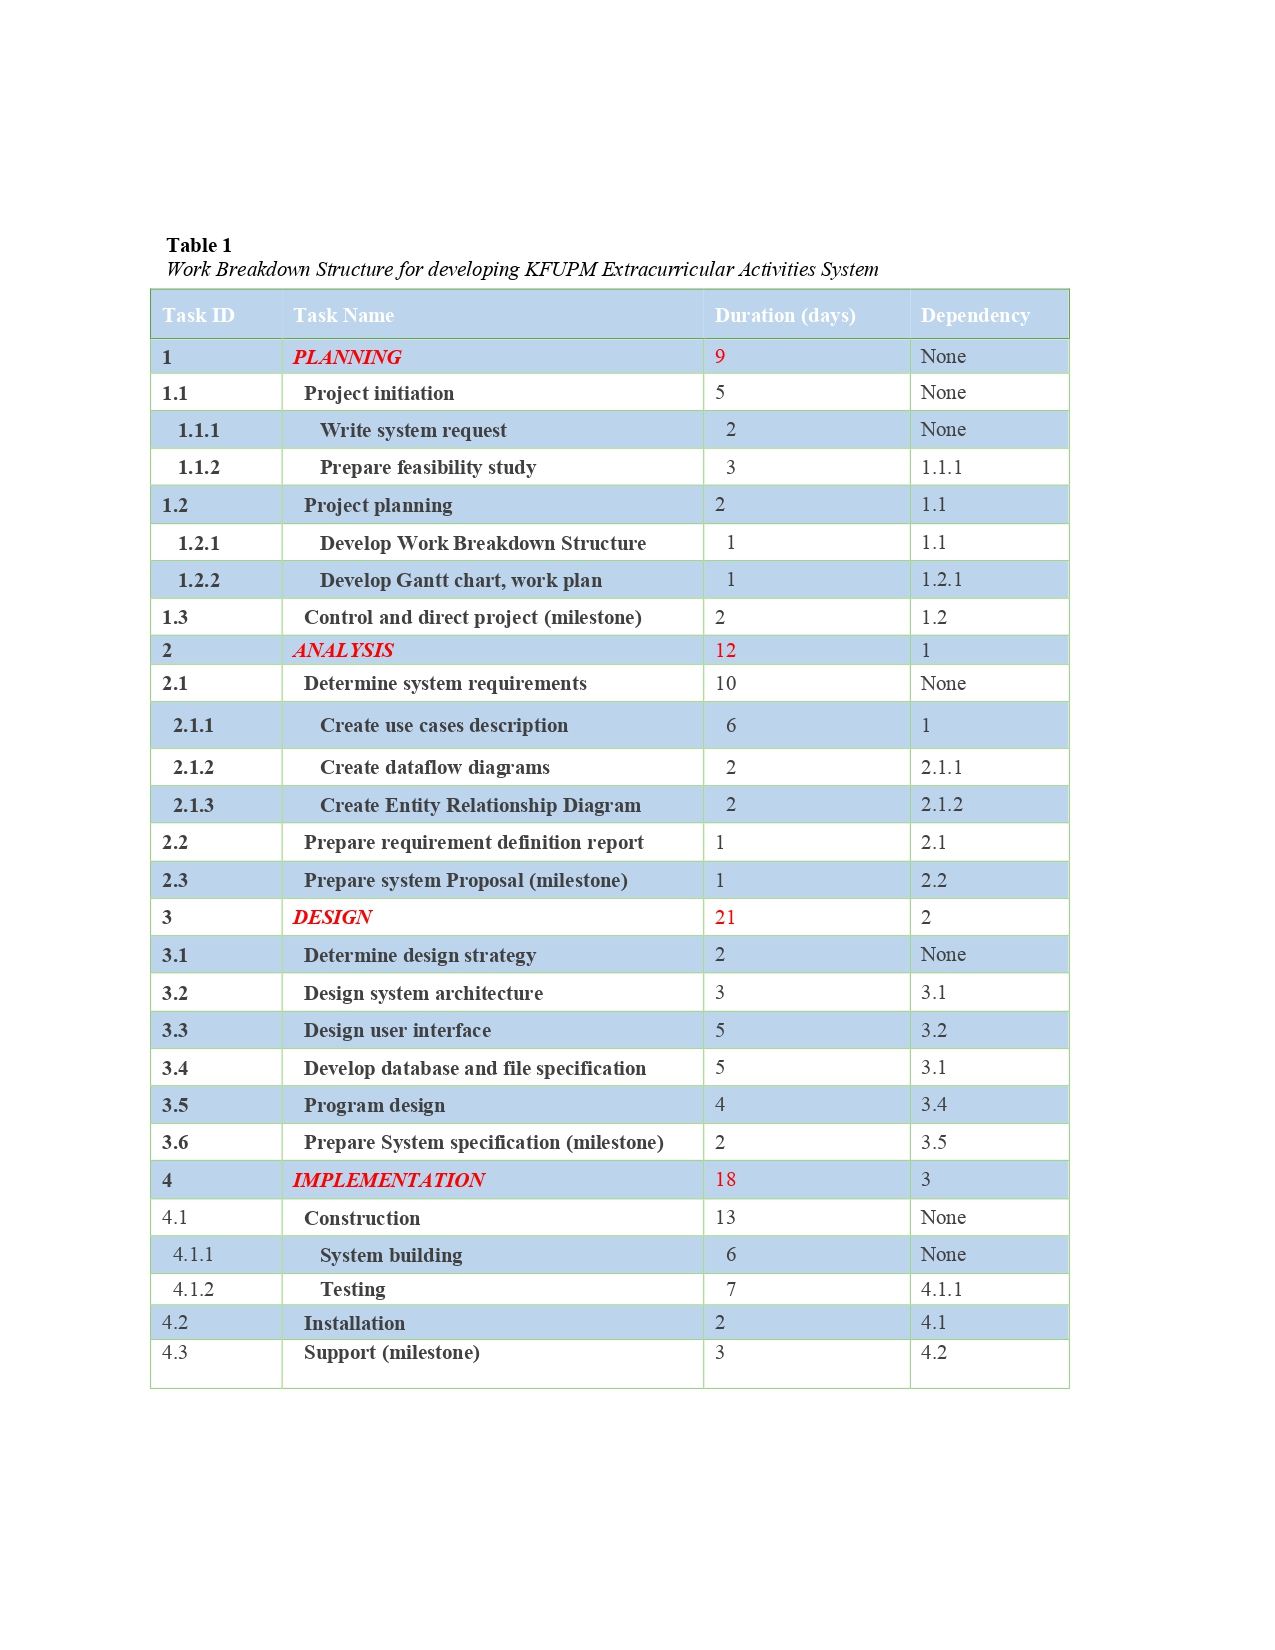 Table 1
Work Breakdown Structure for developing KFUPM Extracurricular Activities System
Task ID Task Name Duration (days) Dependency
1 PLANNING 9 None
1.1 Project initiation 5 None
1.1.1 Write system request 2 None
1.1.2 Prepare feasibility study 3 1.1.1
1.2 Project planning 2 1.1
1.2.1 Develop Work Breakdown Structure 1 1.1
1.2.2 Develop Gantt chart, work plan 1 1.2.1
1.3 Control and direct project (milestone) 2 1.2
2 ANALYSIS 12 1
2.1 Determine system requirements 10 None
2.1.1 Create use cases description 6 1
2.1.2 Create dataflow diagrams 2 2.1.1
2.1.3 Create Entity Relationship Diagram 2 2.1.2
2.2 Prepare requirement definition report 1 2.1
2.3 Prepare system Proposal (milestone) 1 2.2
3 DESIGN 21 2
3.1 Determine design strategy 2 None
3.2 Design system architecture 3 3.1
3.3 Design user interface 5 3.2
3.4 Develop database and file specification 5 3.1
3.5 Program design 4 3.4
3.6 Prepare System specification (milestone) 2 3.5
4 IMPLEMENTATION 18 3
4.1 Construction 13 None
4.1.1 System building 6 None
4.1.2 Testing 7 4.1.1
4.2 Installation 2 4.1
4.3 Support (milestone) 3 4.2